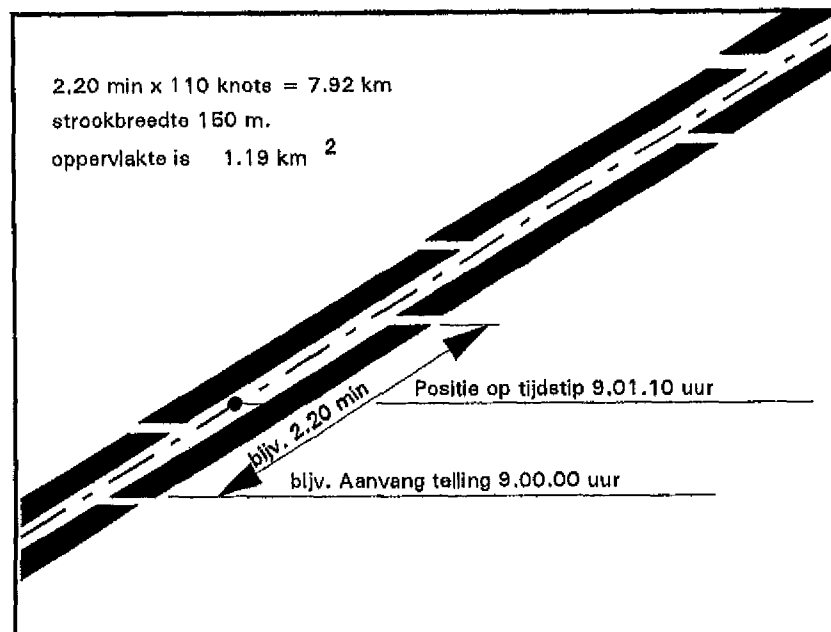 2.20 min x 110 knots = 7.92 km
strookbreedte 150 m.
oppervlakte is 1.19 km 2
Positie op tijdstip 9.01.10 uur
bijv. 2.20 min
bijv. Aanvang telling 9.00.00 uur